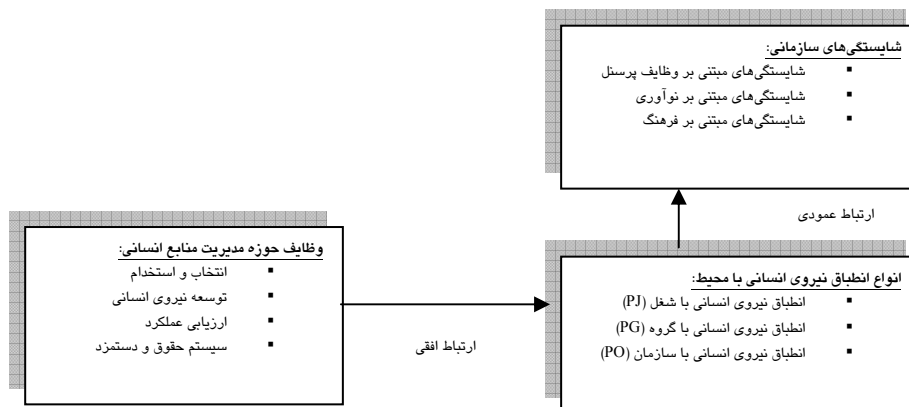 شایستگی‌های سازمانی:
▪ شایستگی‌های مبتنی بر وظایف پرسنل
▪ شایستگی‌های مبتنی بر نوآوری
▪ شایستگی‌های مبتنی بر فرهنگ
ارتباط عمودی
وظایف حوزه مدیریت منابع انسانی:
▪ انتخاب و استخدام
▪ توسعه نیروی انسانی
▪ ارزیابی عملکرد
▪ سیستم حقوق و دستمزد
ارتباط افقی
انواع انطباق نیروی انسانی با محیط:
▪ انطباق نیروی انسانی با شغل (PJ)
▪ انطباق نیروی انسانی با گروه (PG)
▪ انطباق نیروی انسانی با سازمان (PO)